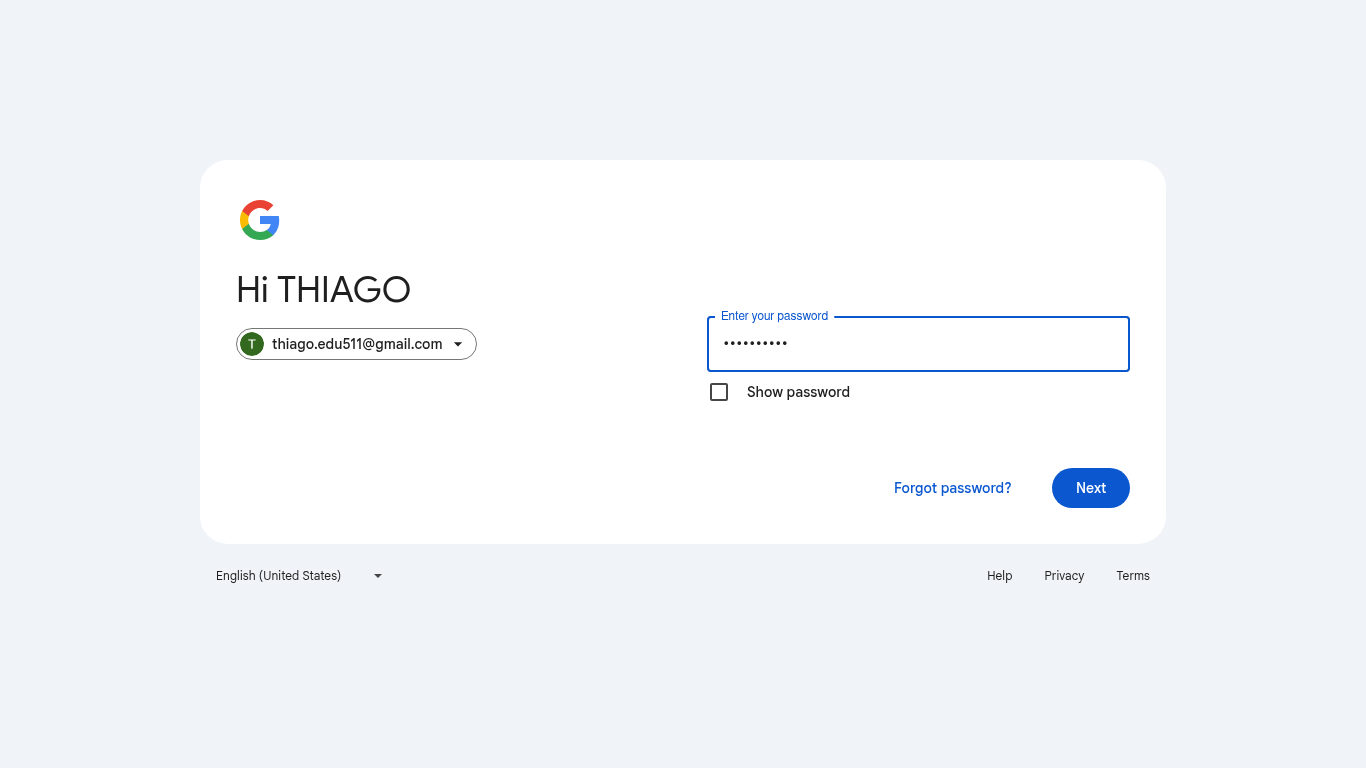 Hi THIAGO
T thiago.edu511@gmail.com
Enter your password
••••••••••
Show password
Forgot password?
Next
English (United States)
Help Privacy Terms